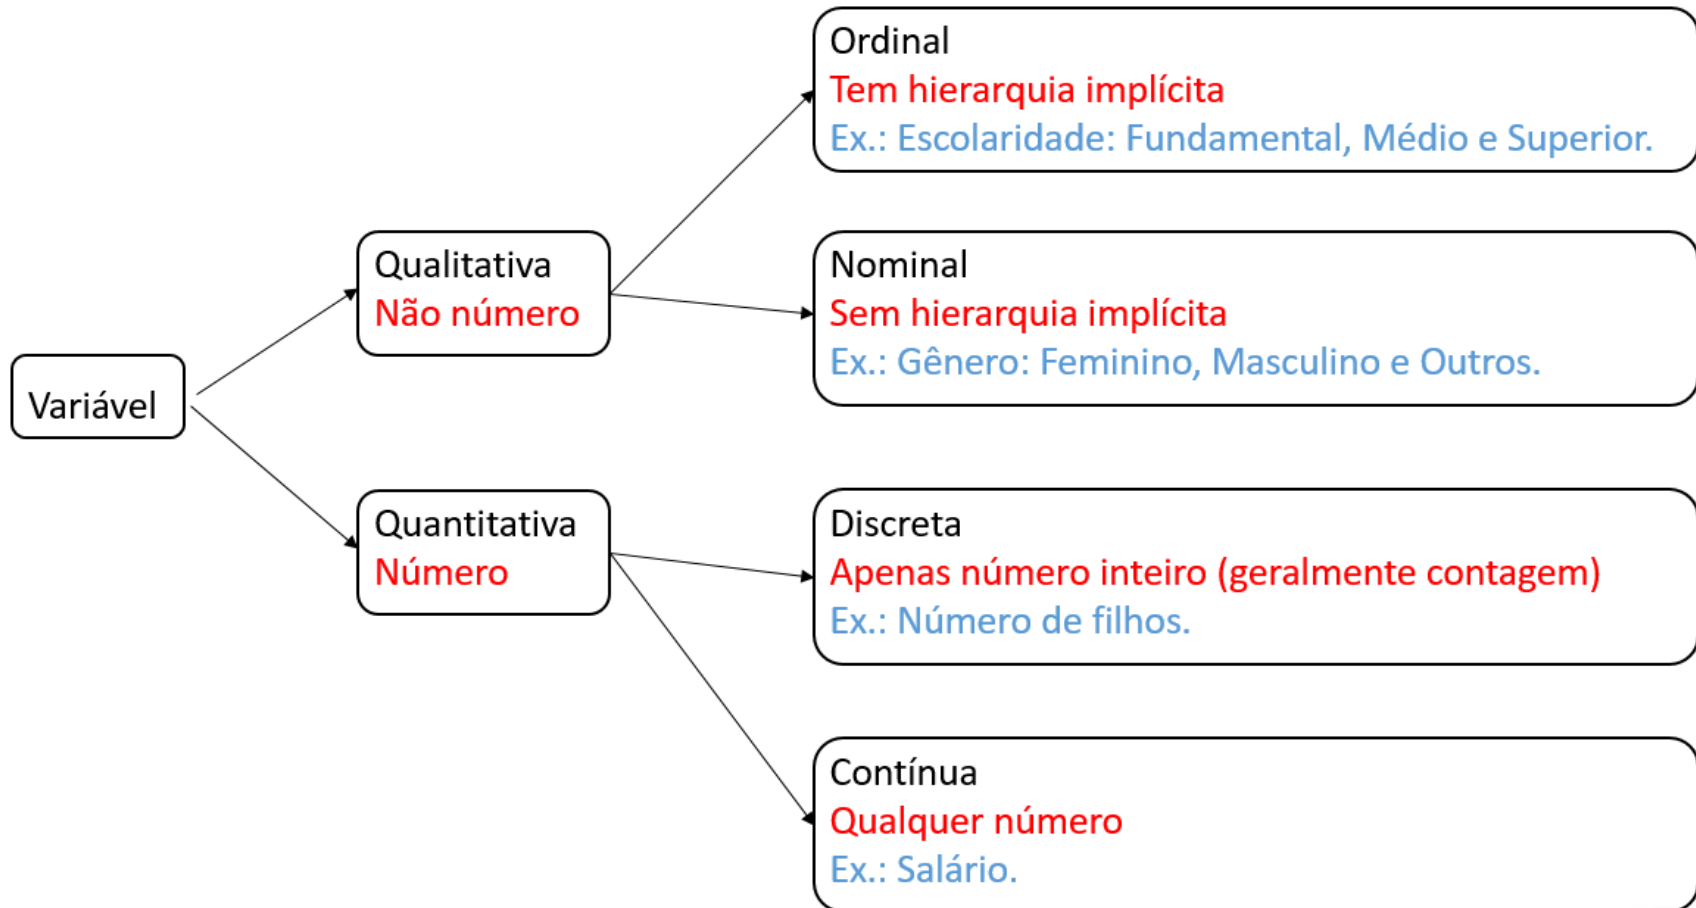 Variável
Qualitativa
Não número
Quantitativa
Número
Ordinal
Tem hierarquia implícita
Ex.: Escolaridade: Fundamental, Médio e Superior.
Nominal
Sem hierarquia implícita
Ex.: Gênero: Feminino, Masculino e Outros.
Discreta
Apenas número inteiro (geralmente contagem)
Ex.: Número de filhos.
Contínua
Qualquer número
Ex.: Salário.